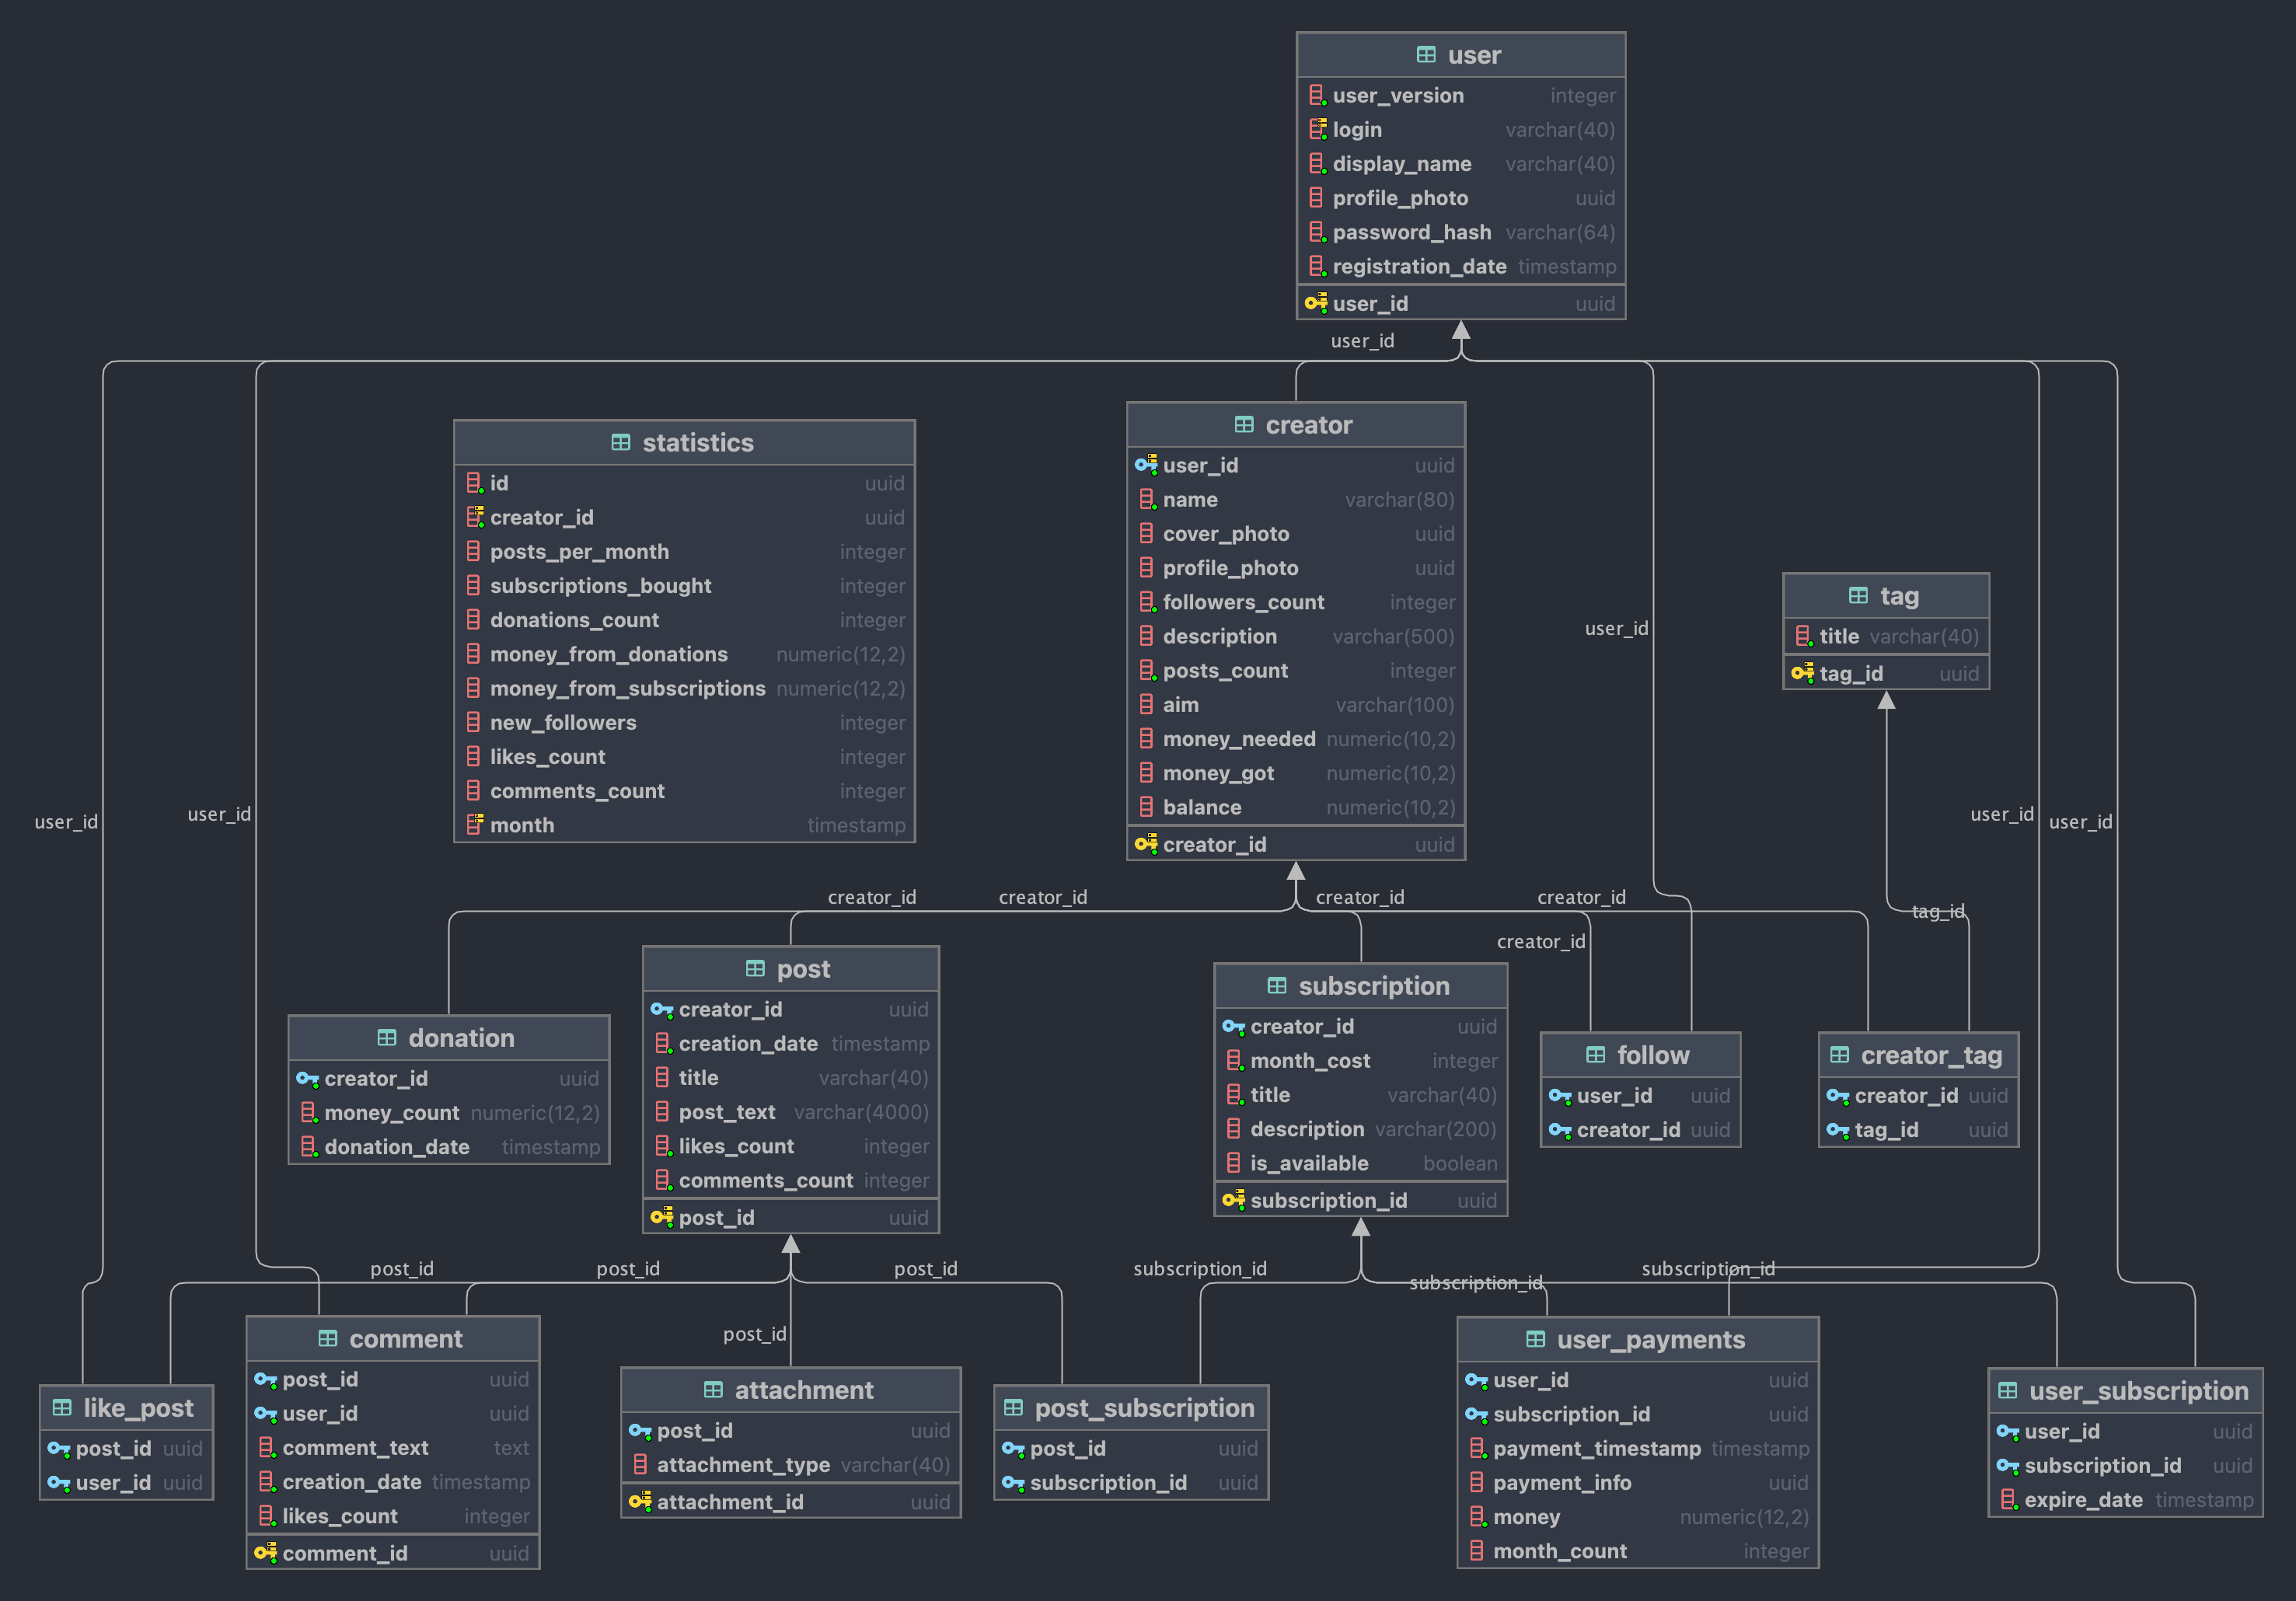 user
user_version integer
login varchar(40)
display_name varchar(40)
profile_photo uuid
password_hash varchar(64)
registration_date timestamp
user_id uuid
user_id
statistics
id uuid
creator_id uuid
posts_per_month integer
subscriptions_bought integer
donations_count integer
money_from_donations numeric(12,2)
money_from_subscriptions numeric(12,2)
new_followers integer
likes_count integer
comments_count integer
month timestamp
creator
user_id uuid
name varchar(80)
cover_photo uuid
profile_photo uuid
followers_count integer
description varchar(500)
posts_count integer
aim varchar(100)
money_needed numeric(10,2)
money_got numeric(10,2)
balance numeric(10,2)
creator_id uuid
tag
title varchar(40)
tag_id uuid
user_id
user_id
user_id
user_id
user_id
creator_id
creator_id
creator_id
creator_id
tag_id
creator_id
donation
creator_id uuid
money_count numeric(12,2)
donation_date timestamp
post
creator_id uuid
creation_date timestamp
title varchar(40)
post_text varchar(4000)
likes_count integer
comments_count integer
post_id uuid
subscription
creator_id uuid
month_cost integer
title varchar(40)
description varchar(200)
is_available boolean
subscription_id uuid
follow
user_id uuid
creator_id uuid
creator_tag
creator_id uuid
tag_id uuid
post_id
post_id
post_id
subscription_id
subscription_id
subscription_id
post_id
like_post
post_id uuid
user_id uuid
comment
post_id uuid
user_id uuid
comment_text text
creation_date timestamp
likes_count integer
comment_id uuid
attachment
post_id uuid
attachment_type varchar(40)
attachment_id uuid
post_subscription
post_id uuid
subscription_id uuid
user_payments
user_id uuid
subscription_id uuid
payment_timestamp timestamp
payment_info uuid
money numeric(12,2)
month_count integer
user_subscription
user_id uuid
subscription_id uuid
expire_date timestamp